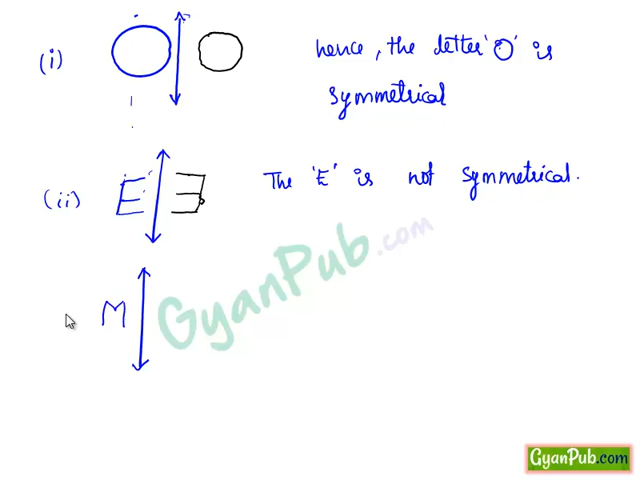 (i) hence, the letter 'O' is
symmetrical
(ii) E The 'E' is not symmetrical.
M
GyanPub.com
GyanPub.com